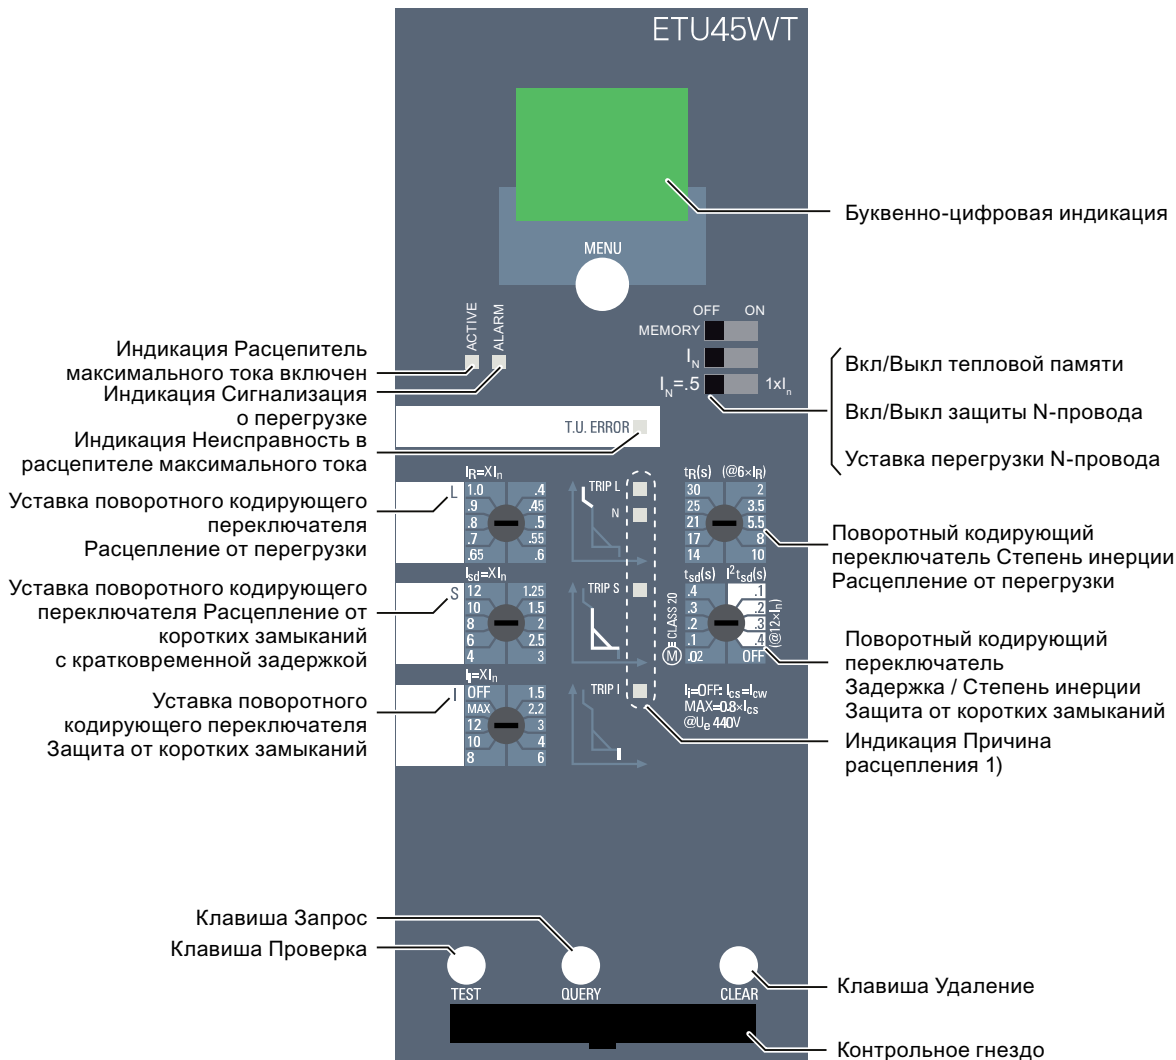 ETU45WT
Буквенно-цифровая индикация
MENU
ACTIVE
ALARM
OFF ON
MEMORY
IN
IN=.5 1xIn
Индикация Расцепитель
максимального тока включен
Индикация Сигнализация
о перегрузке
Индикация Неисправность в
расцепителе максимального тока
Вкл/Выкл тепловой памяти
Вкл/Выкл защиты N-провода
Уставка перегрузки N-провода
T.U. ERROR
Уставка поворотного кодирующего
переключателя
Расцепление от перегрузки
L
IR=XIn
1.0 .4
.9 .45
.8 .5
.7 .55
.65 .6
TRIP L
N
tR(s) (@6×IR)
30 2
25 3.5
21 5.5
17 8
14 10
Поворотный кодирующий
переключатель Степень инерции
Расцепление от перегрузки
Уставка поворотного кодирующего
переключателя Расцепление от
коротких замыканий
с кратковременной задержкой
S
Isd=XIn
12 1.25
10 1.5
8 2
6 2.5
4 3
TRIP S
M = CLASS 20
tsd(s) I²tsd(s)
.4 .1
.3 .2
.2 .3
.1 .4
.02 OFF
(@12×In)
Поворотный кодирующий
переключатель
Задержка / Степень инерции
Защита от коротких замыканий
Уставка поворотного
кодирующего переключателя
Защита от коротких замыканий
I
Ii=XIn
OFF 1.5
MAX 2.2
12 3
10 4
8 6
TRIP I
Ii=OFF: Ics=Icw
MAX=0.8×Ics
@Ue 440V
Индикация Причина
расцепления 1)
Клавиша Запрос
Клавиша Проверка
TEST
QUERY
CLEAR
Клавиша Удаление
Контрольное гнездо